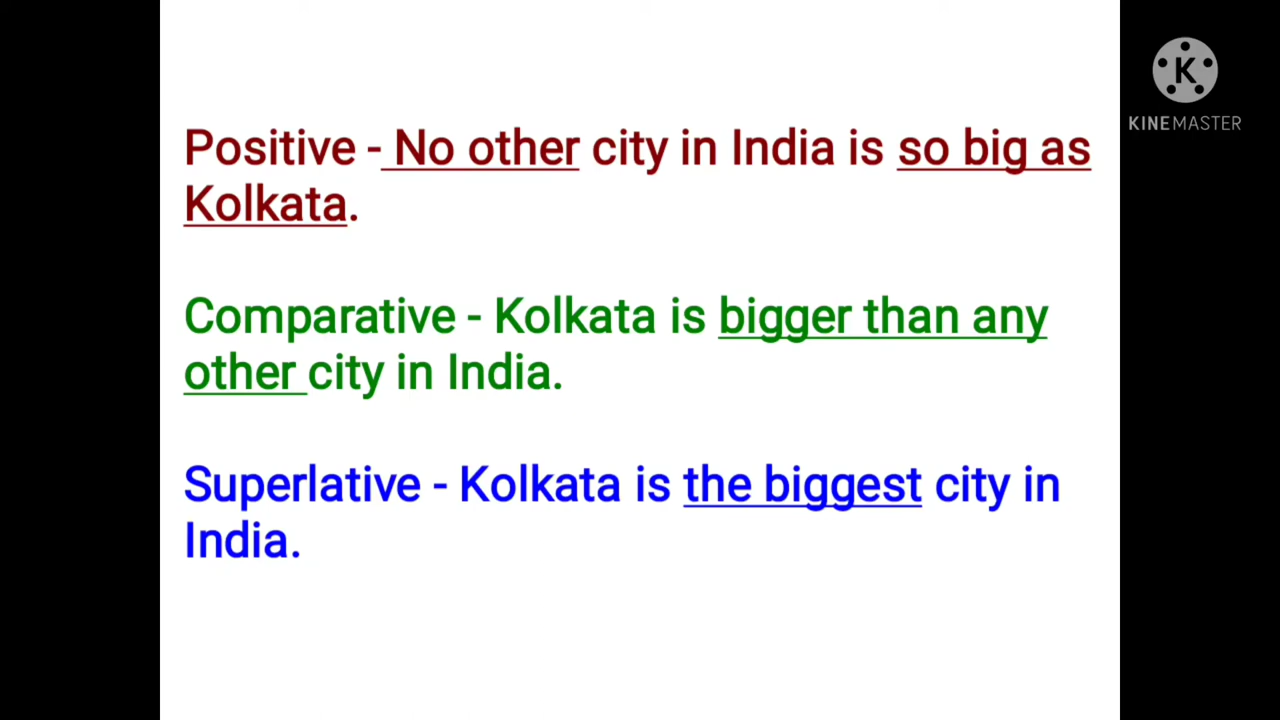 Positive - No other city in India is so big as
Kolkata.
Comparative - Kolkata is bigger than any
other city in India.
Superlative - Kolkata is the biggest city in
India.
K
KINEMASTER